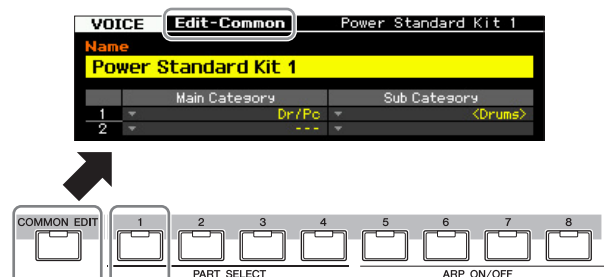 VOICE Edit-Common Power Standard Kit 1
Name
Power Standard Kit 1
Main Category Sub Category
1 Dr/Pc <Drums>
2 ---
COMMON EDIT 1 2 3 4 5 6 7 8
PART SELECT ARP ON/OFF